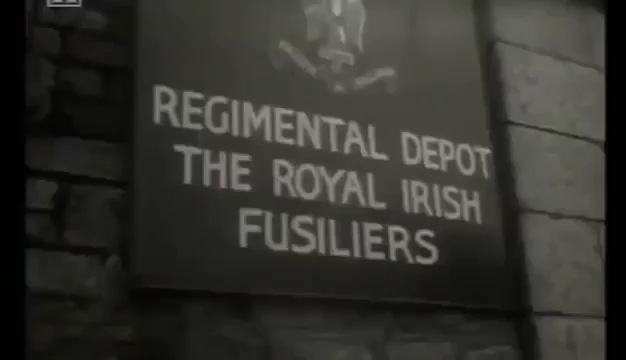 REGIMENTAL DEPOT
THE ROYAL IRISH
FUSILIERS